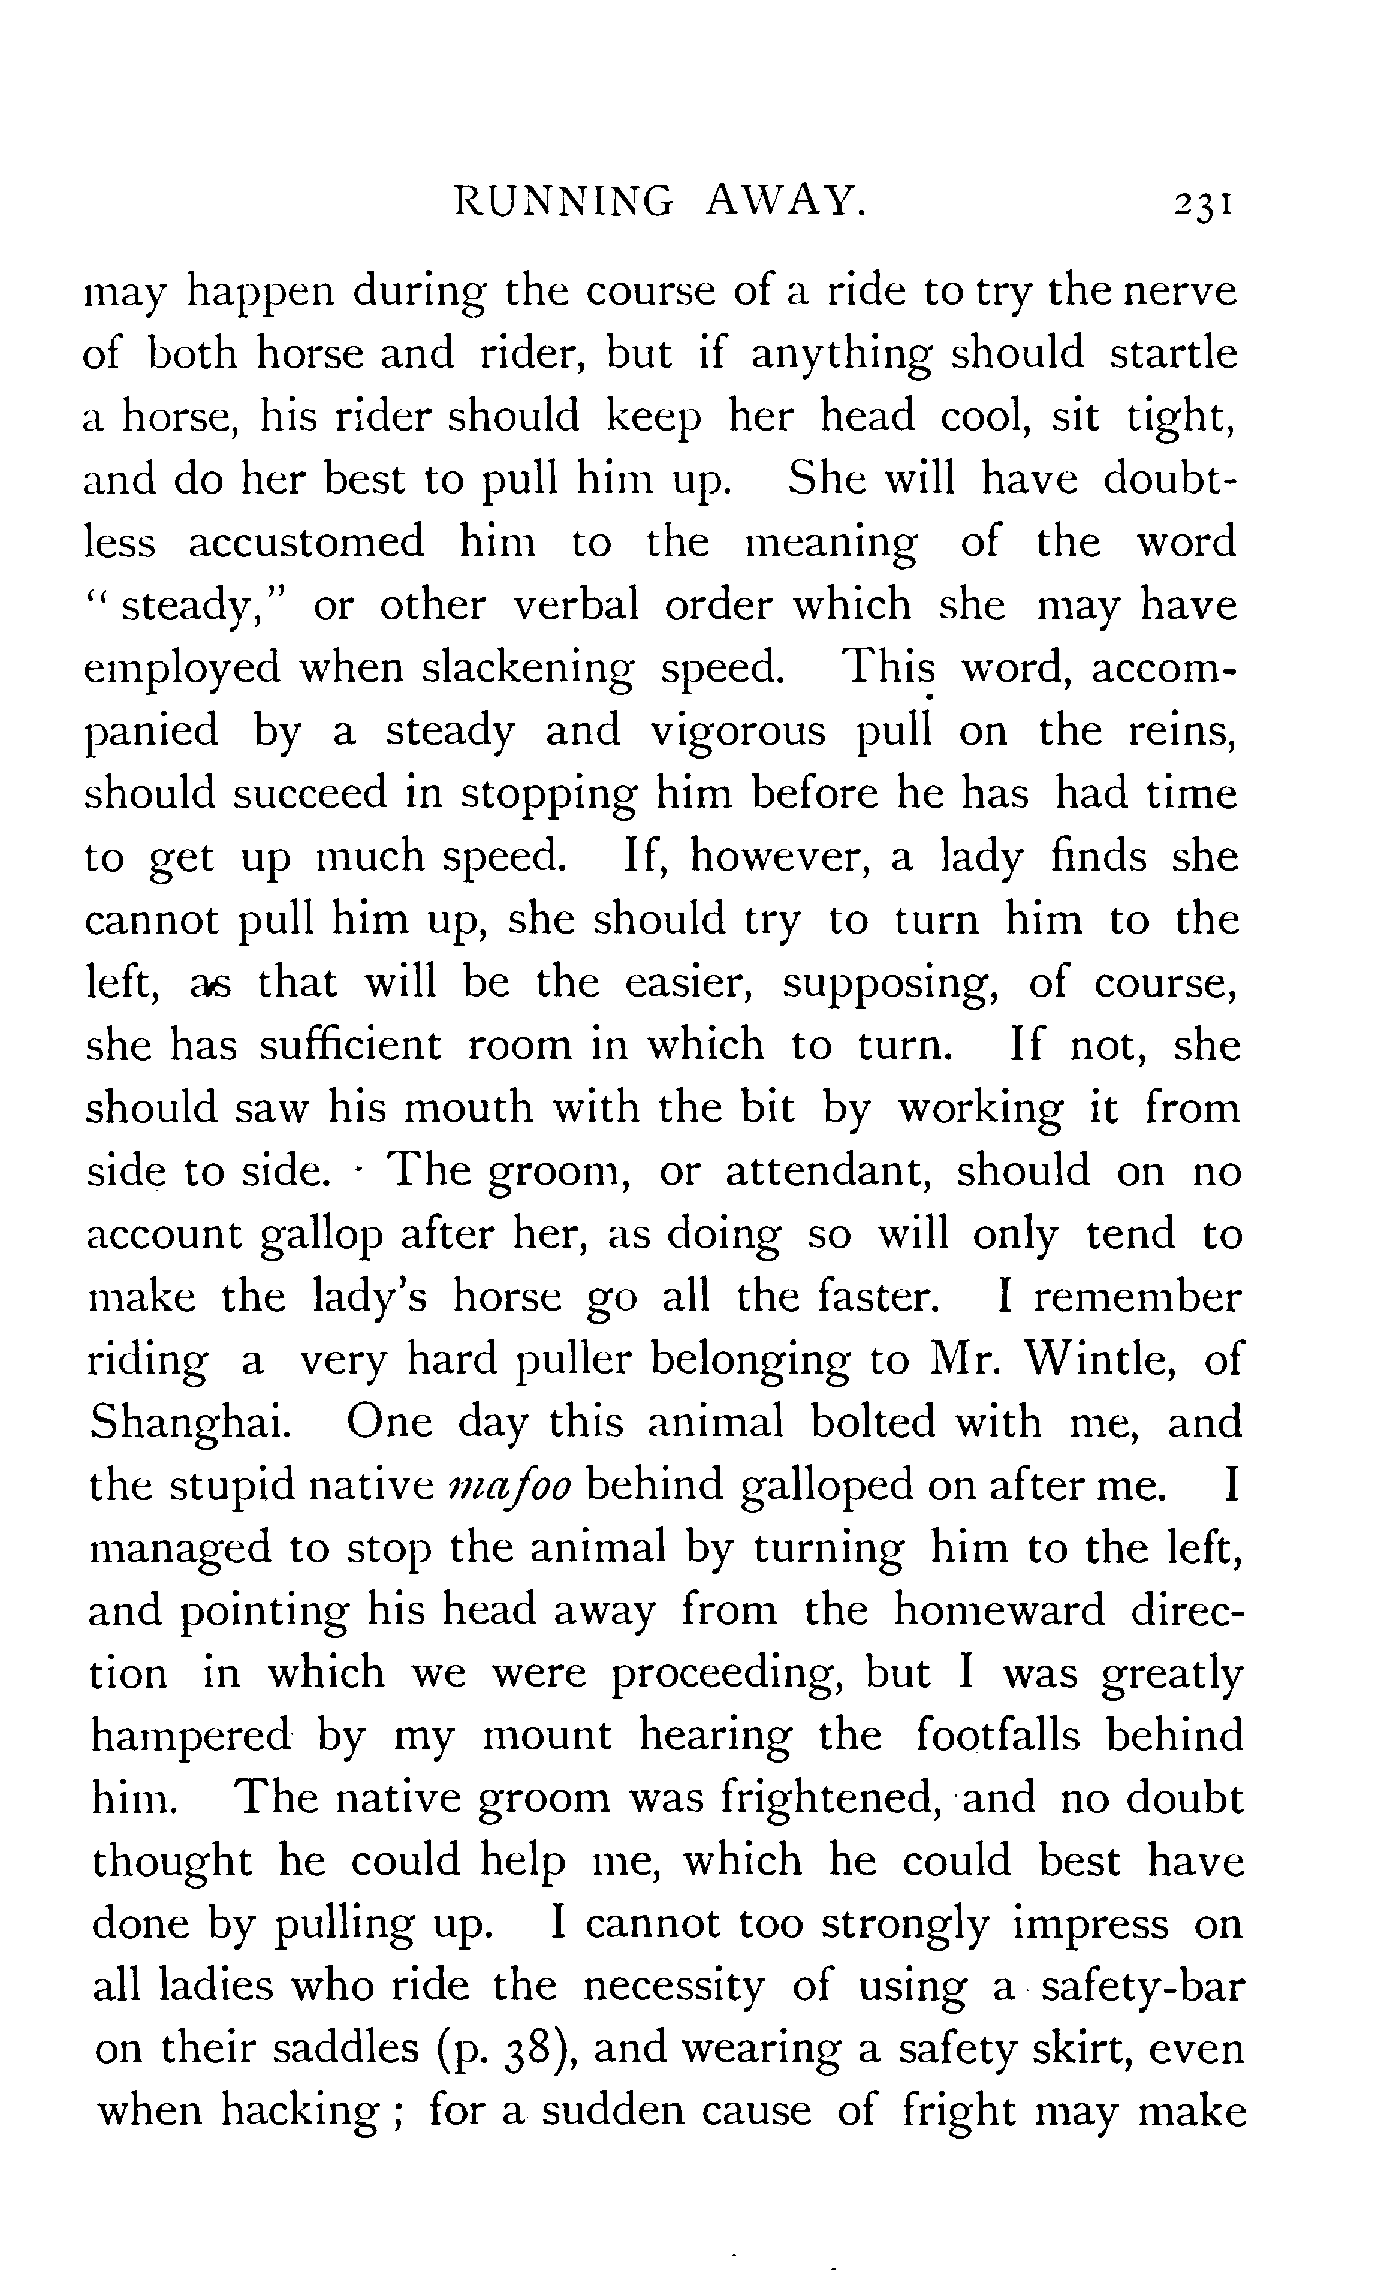 RUNNING AWAY. 231
may happen during the course of a ride to try the nerve
of both horse and rider, but if anything should startle
a horse, his rider should keep her head cool, sit tight,
and do her best to pull him up. She will have doubt-
less accustomed him to the meaning of the word
“ steady,” or other verbal order which she may have
employed when slackening speed. This word, accom-
panied by a steady and vigorous pull on the reins,
should succeed in stopping him before he has had time
to get up much speed. If, however, a lady finds she
cannot pull him up, she should try to turn him to the
left, as that will be the easier, supposing, of course,
she has sufficient room in which to turn. If not, she
should saw his mouth with the bit by working it from
side to side. The groom, or attendant, should on no
account gallop after her, as doing so will only tend to
make the lady’s horse go all the faster. I remember
riding a very hard puller belonging to Mr. Wintle, of
Shanghai. One day this animal bolted with me, and
the stupid native mafoo behind galloped on after me. I
managed to stop the animal by turning him to the left,
and pointing his head away from the homeward direc-
tion in which we were proceeding, but I was greatly
hampered by my mount hearing the footfalls behind
him. The native groom was frightened, and no doubt
thought he could help me, which he could best have
done by pulling up. I cannot too strongly impress on
all ladies who ride the necessity of using a safety-bar
on their saddles (p. 38), and wearing a safety skirt, even
when hacking ; for a sudden cause of fright may make